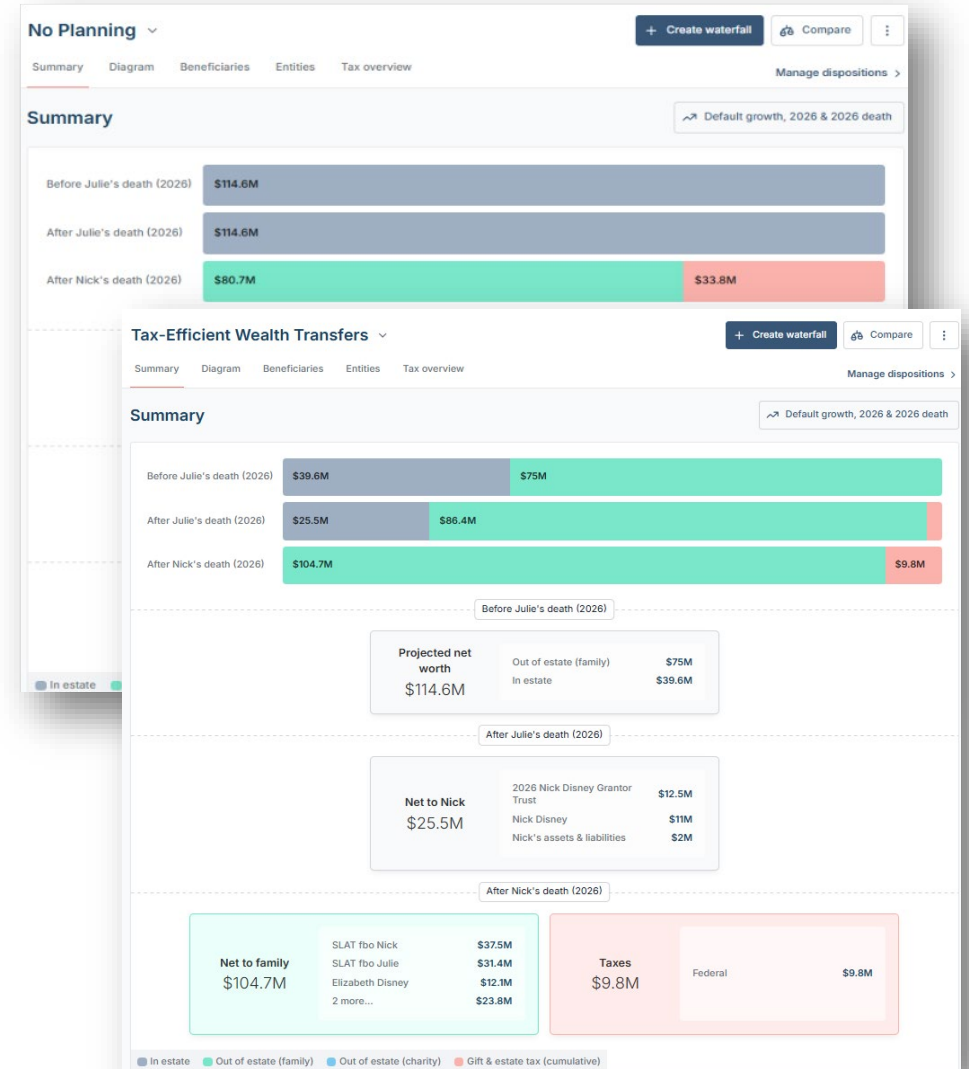 No Planning
+ Create waterfall
Compare
Summary Diagram Beneficiaries Entities Tax overview
Manage dispositions >
Summary
Default growth, 2026 & 2026 death
Before Julie's death (2026) $114.6M
After Julie's death (2026) $114.6M
After Nick's death (2026) $80.7M $33.8M
In estate
Tax-Efficient Wealth Transfers
+ Create waterfall
Compare
Summary Diagram Beneficiaries Entities Tax overview
Manage dispositions >
Summary
Default growth, 2026 & 2026 death
Before Julie's death (2026) $39.6M $75M
After Julie's death (2026) $25.5M $86.4M
After Nick's death (2026) $104.7M $9.8M
Before Julie's death (2026)
Projected net
worth
$114.6M
Out of estate (family) $75M
In estate $39.6M
After Julie's death (2026)
Net to Nick
$25.5M
2026 Nick Disney Grantor
Trust
$12.5M
Nick Disney $11M
Nick's assets & liabilities $2M
After Nick's death (2026)
Net to family
$104.7M
SLAT fbo Nick $37.5M
SLAT fbo Julie $31.4M
Elizabeth Disney $12.1M
2 more... $23.8M
Taxes
$9.8M
Federal $9.8M
In estate Out of estate (family) Out of estate (charity) Gift & estate tax (cumulative)